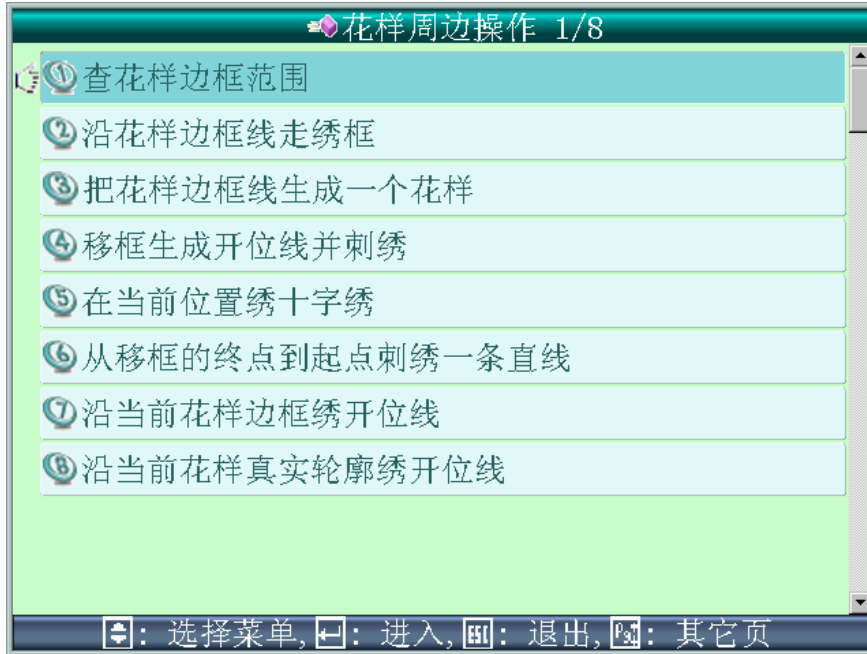 花样周边操作 1/8
①查花样边框范围
②沿花样边框线走绣框
③把花样边框线生成一个花样
④移框生成开位线并刺绣
⑤在当前位置绣十字绣
⑥从移框的终点到起点刺绣一条直线
⑦沿当前花样边框绣开位线
⑧沿当前花样真实轮廓绣开位线
: 选择菜单, : 进入, ESC: 退出, : 其它页